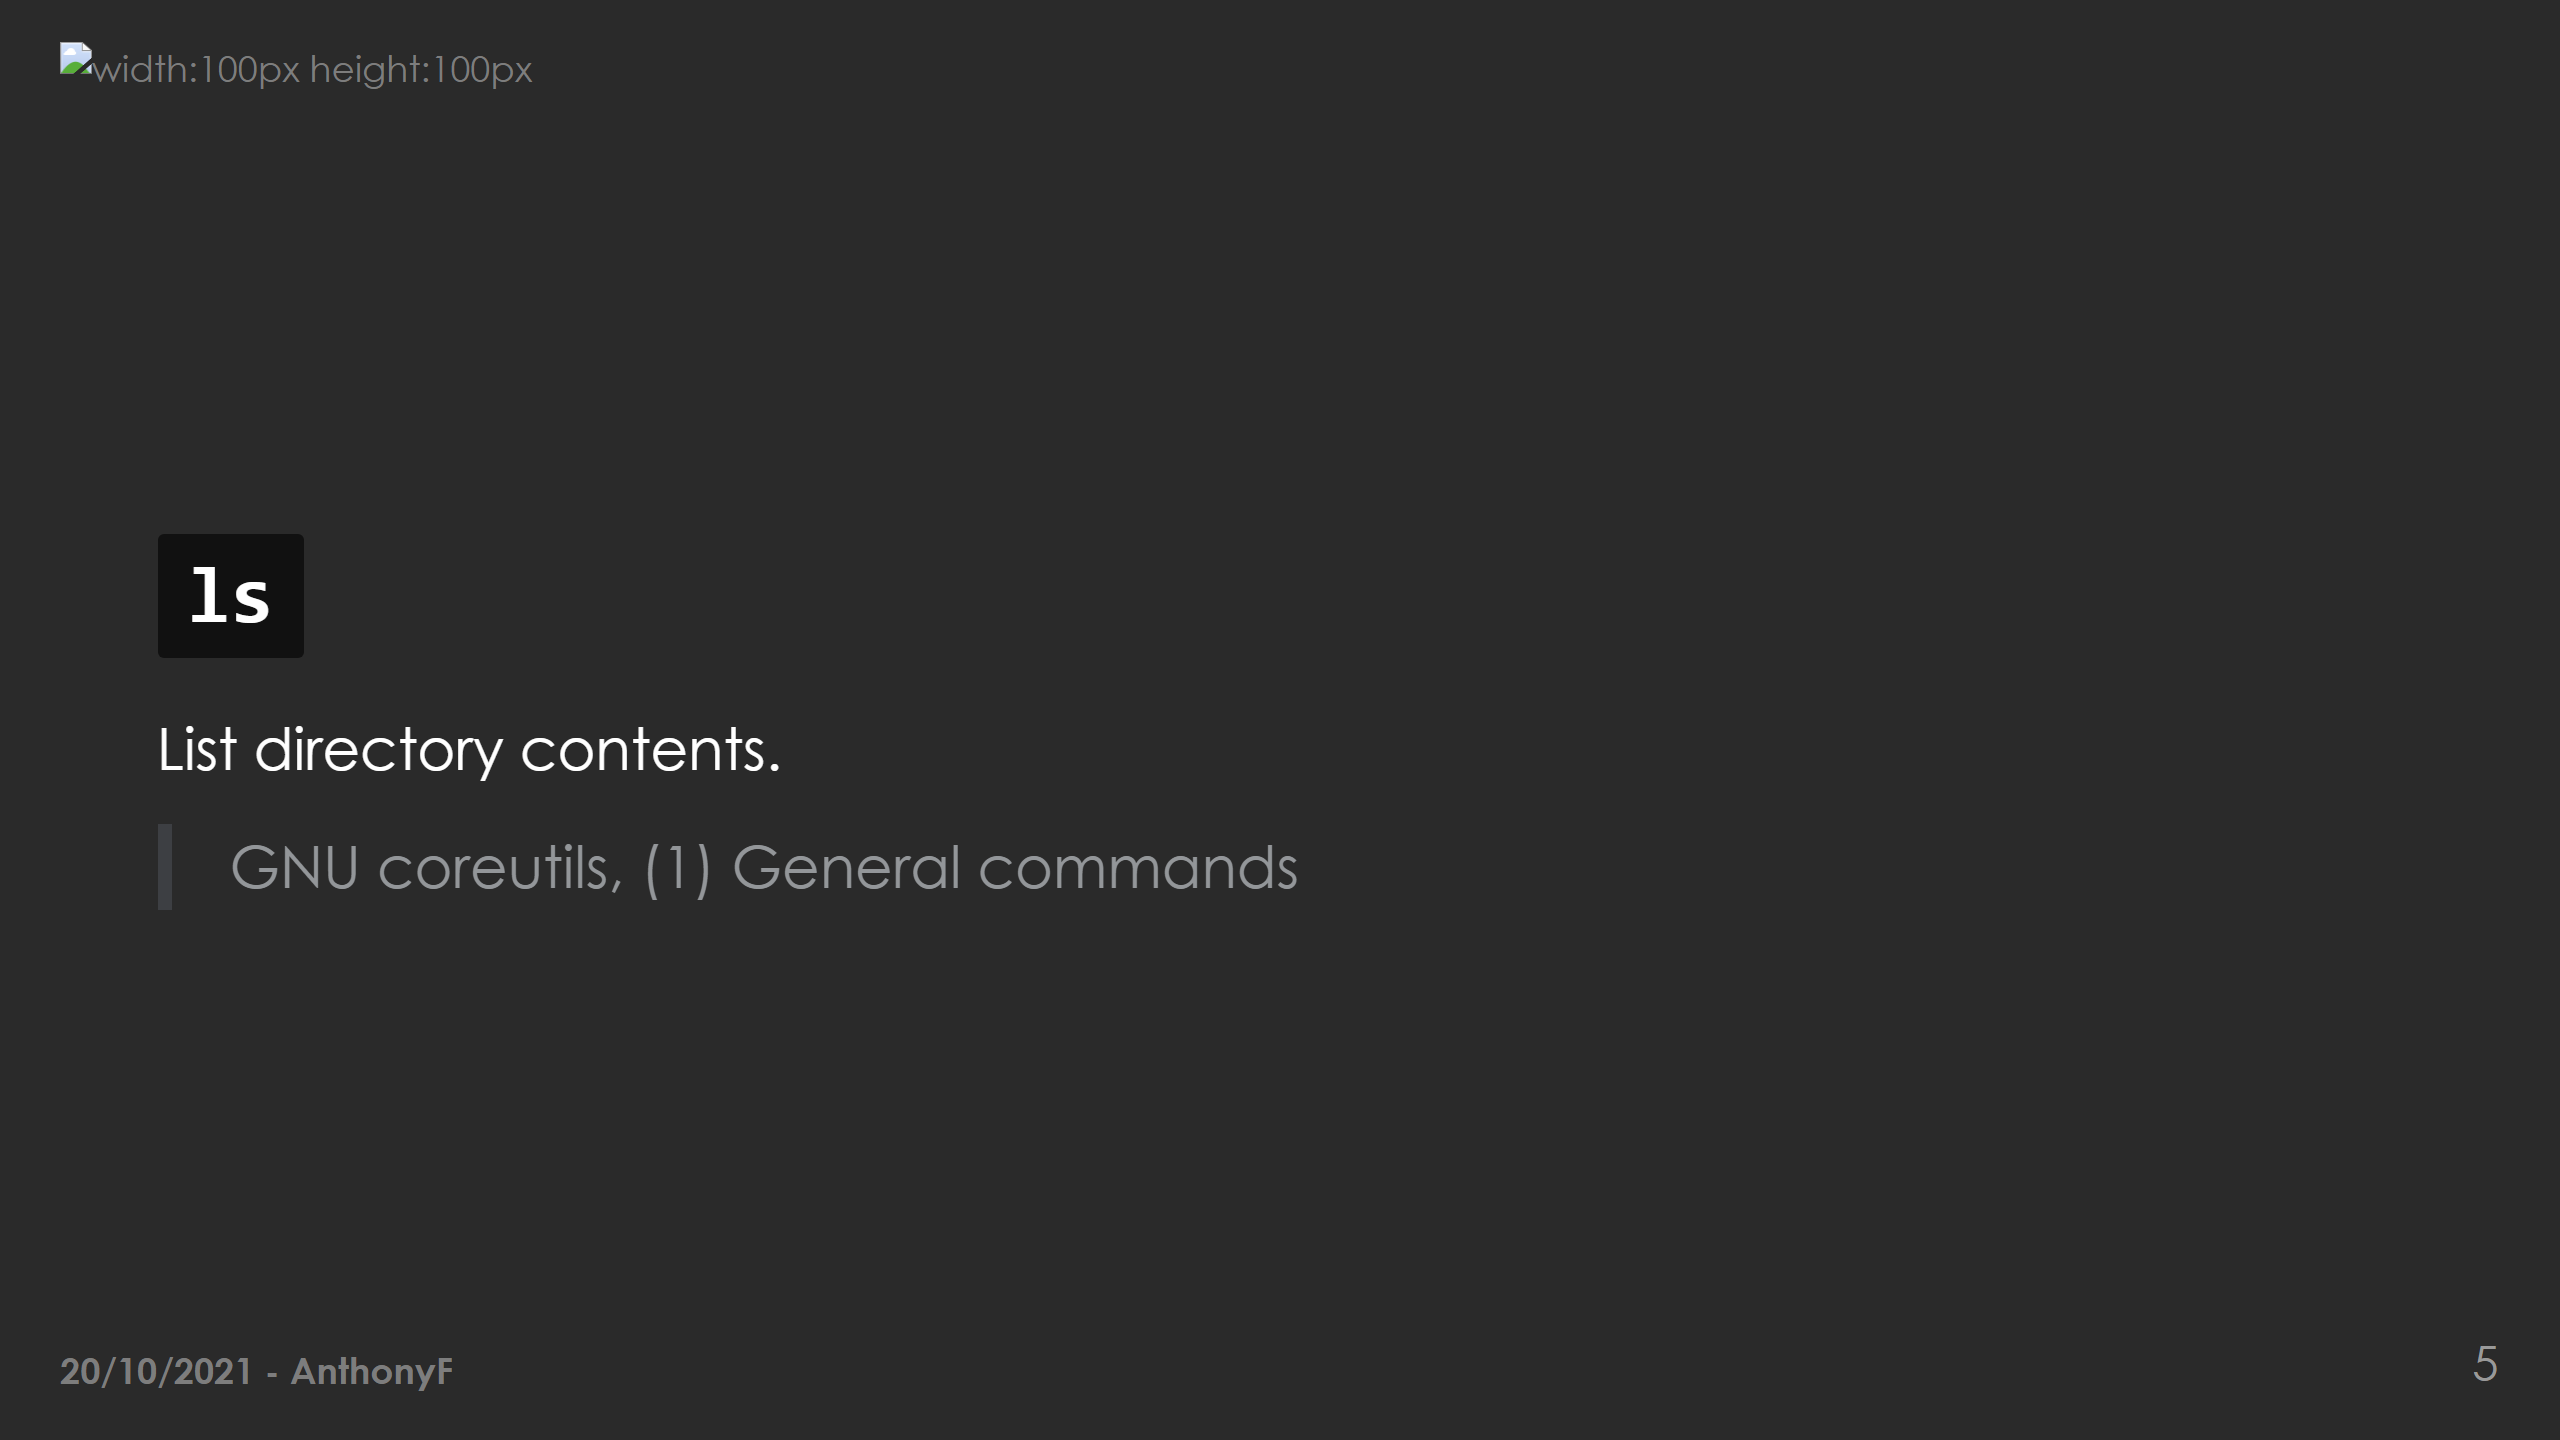 width:100px height:100px
ls
List directory contents.
GNU coreutils, (1) General commands
20/10/2021 - AnthonyF
5